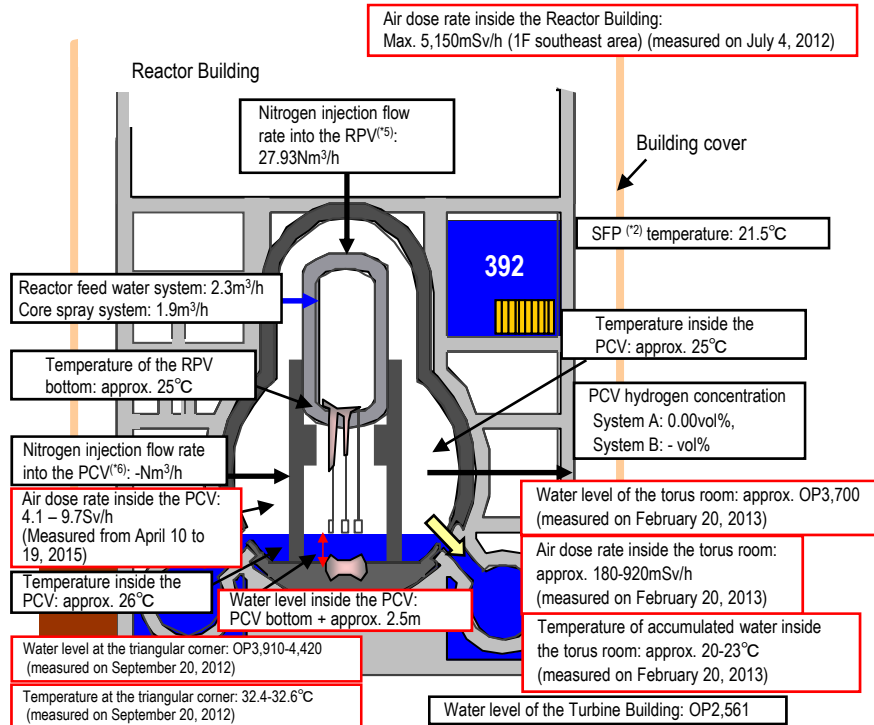 Air dose rate inside the Reactor Building:
Max. 5,150mSv/h (1F southeast area) (measured on July 4, 2012)
Reactor Building
Nitrogen injection flow
rate into the RPV(*5):
27.93Nm³/h
Building cover
SFP (*2) temperature: 21.5℃
392
Reactor feed water system: 2.3m³/h
Core spray system: 1.9m³/h
Temperature inside the
PCV: approx. 25℃
Temperature of the RPV
bottom: approx. 25℃
PCV hydrogen concentration
System A: 0.00vol%,
System B: - vol%
Nitrogen injection flow rate
into the PCV(*6): -Nm³/h
Air dose rate inside the PCV:
4.1 – 9.7Sv/h
(Measured from April 10 to
19, 2015)
Water level of the torus room: approx. OP3,700
(measured on February 20, 2013)
Air dose rate inside the torus room:
approx. 180-920mSv/h
(measured on February 20, 2013)
Temperature inside the
PCV: approx. 26℃
Water level inside the PCV:
PCV bottom + approx. 2.5m
Temperature of accumulated water inside
the torus room: approx. 20-23℃
(measured on February 20, 2013)
Water level at the triangular corner: OP3,910-4,420
(measured on September 20, 2012)
Temperature at the triangular corner: 32.4-32.6℃
(measured on September 20, 2012)
Water level of the Turbine Building: OP2,561